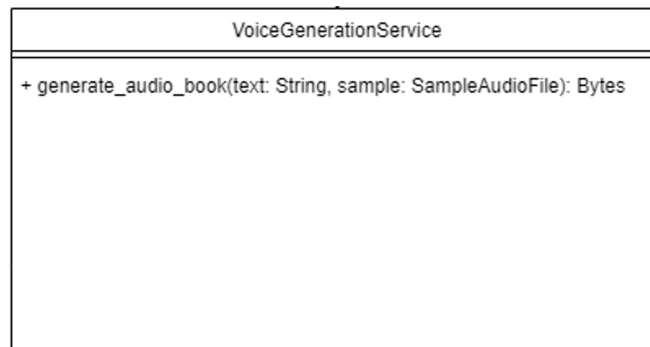 VoiceGenerationService
+ generate_audio_book(text: String, sample: SampleAudioFile): Bytes